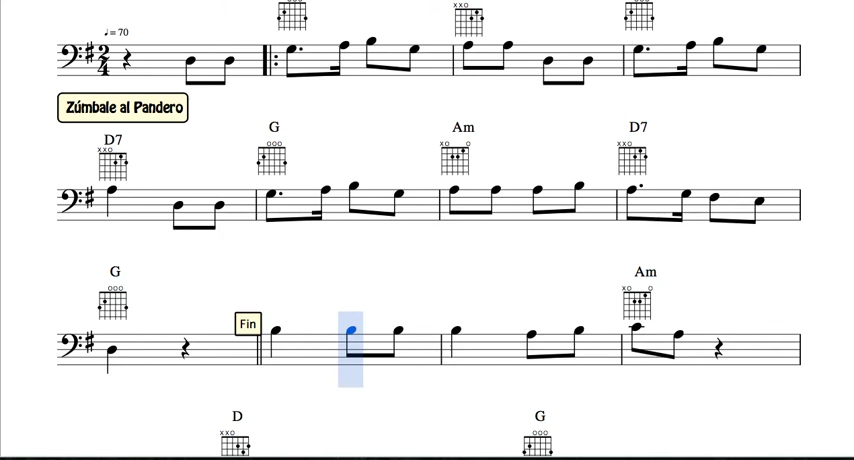 ♩= 70
Zúmbale al Pandero
D7 G Am D7
G Am
Fin
D G